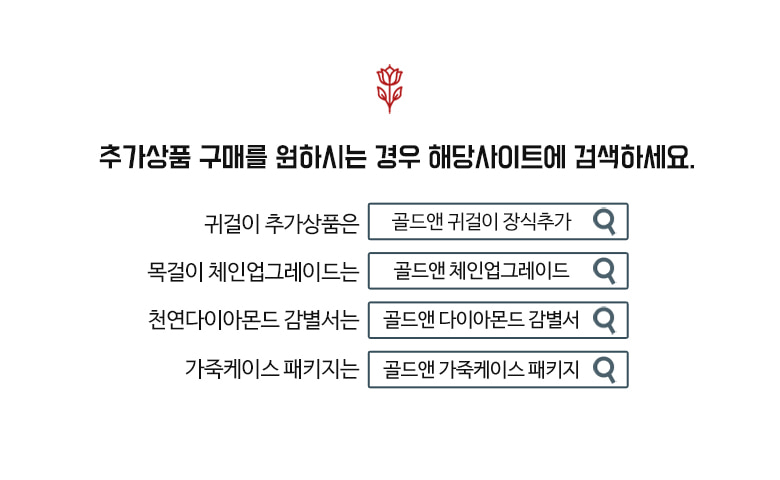 추가상품 구매를 원하시는 경우 해당사이트에 검색하세요.
귀걸이 추가상품은 골드앤 귀걸이 장식추가
목걸이 체인업그레이드는 골드앤 체인업그레이드
천연다이아몬드 감별서는 골드앤 다이아몬드 감별서
가죽케이스 패키지는 골드앤 가죽케이스 패키지